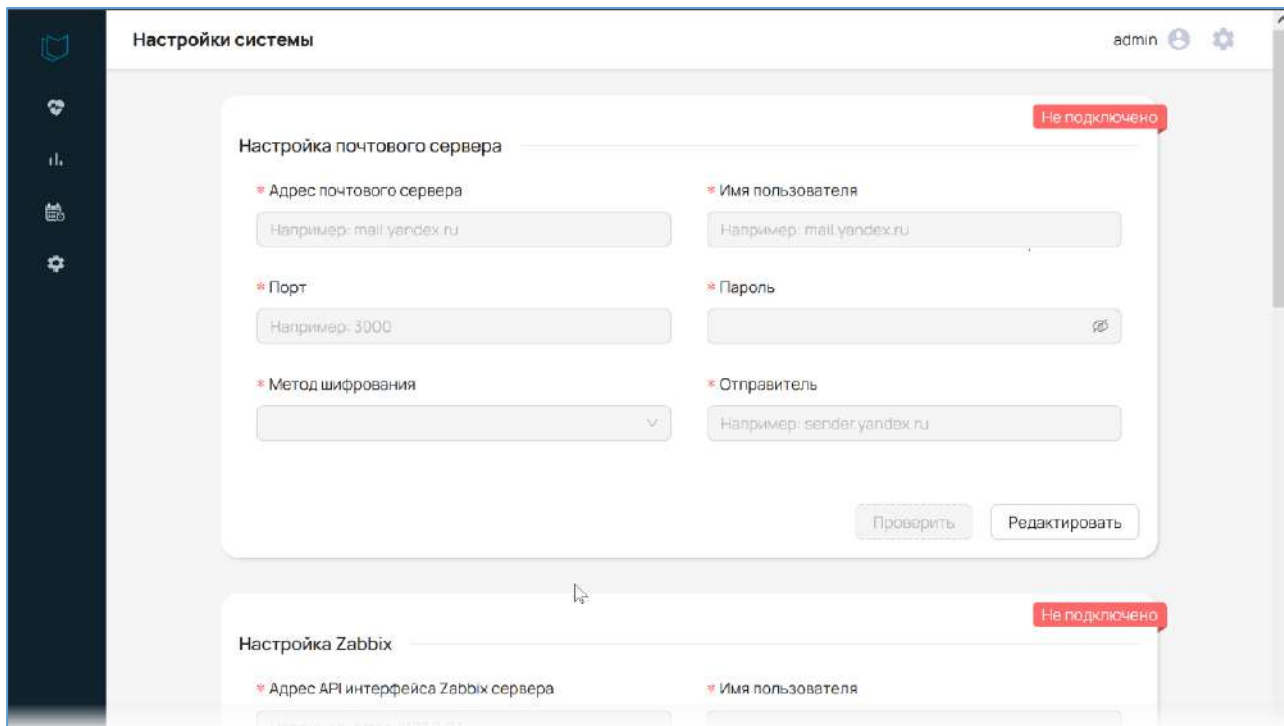 Настройки системы
admin
Не подключено
Настройка почтового сервера
* Адрес почтового сервера
* Имя пользователя
Например: mail.yandex.ru
Например: mail.yandex.ru
* Порт
* Пароль
Например: 3000
* Метод шифрования
* Отправитель
Например: sender.yandex.ru
Проверить
Редактировать
Не подключено
Настройка Zabbix
* Адрес API интерфейса Zabbix сервера
* Имя пользователя